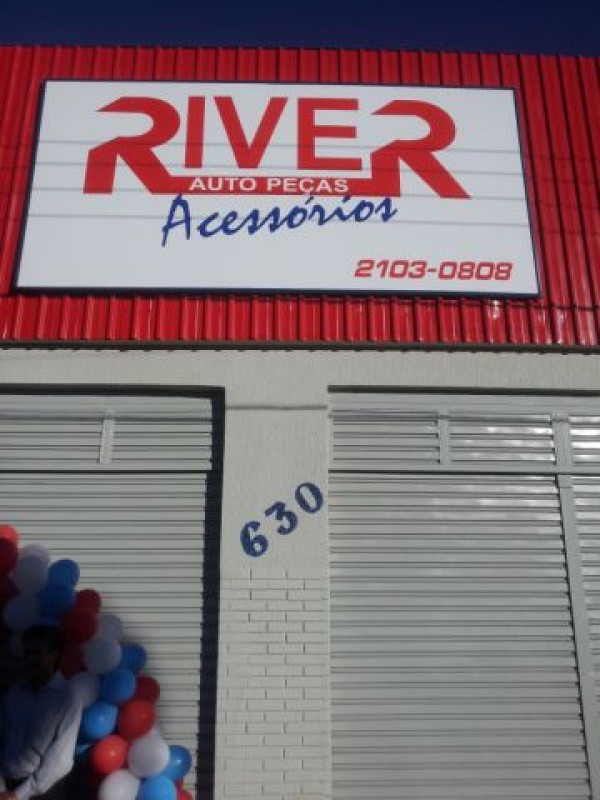 RIVER
AUTO PEÇAS
Acessórios
2103-0808
630